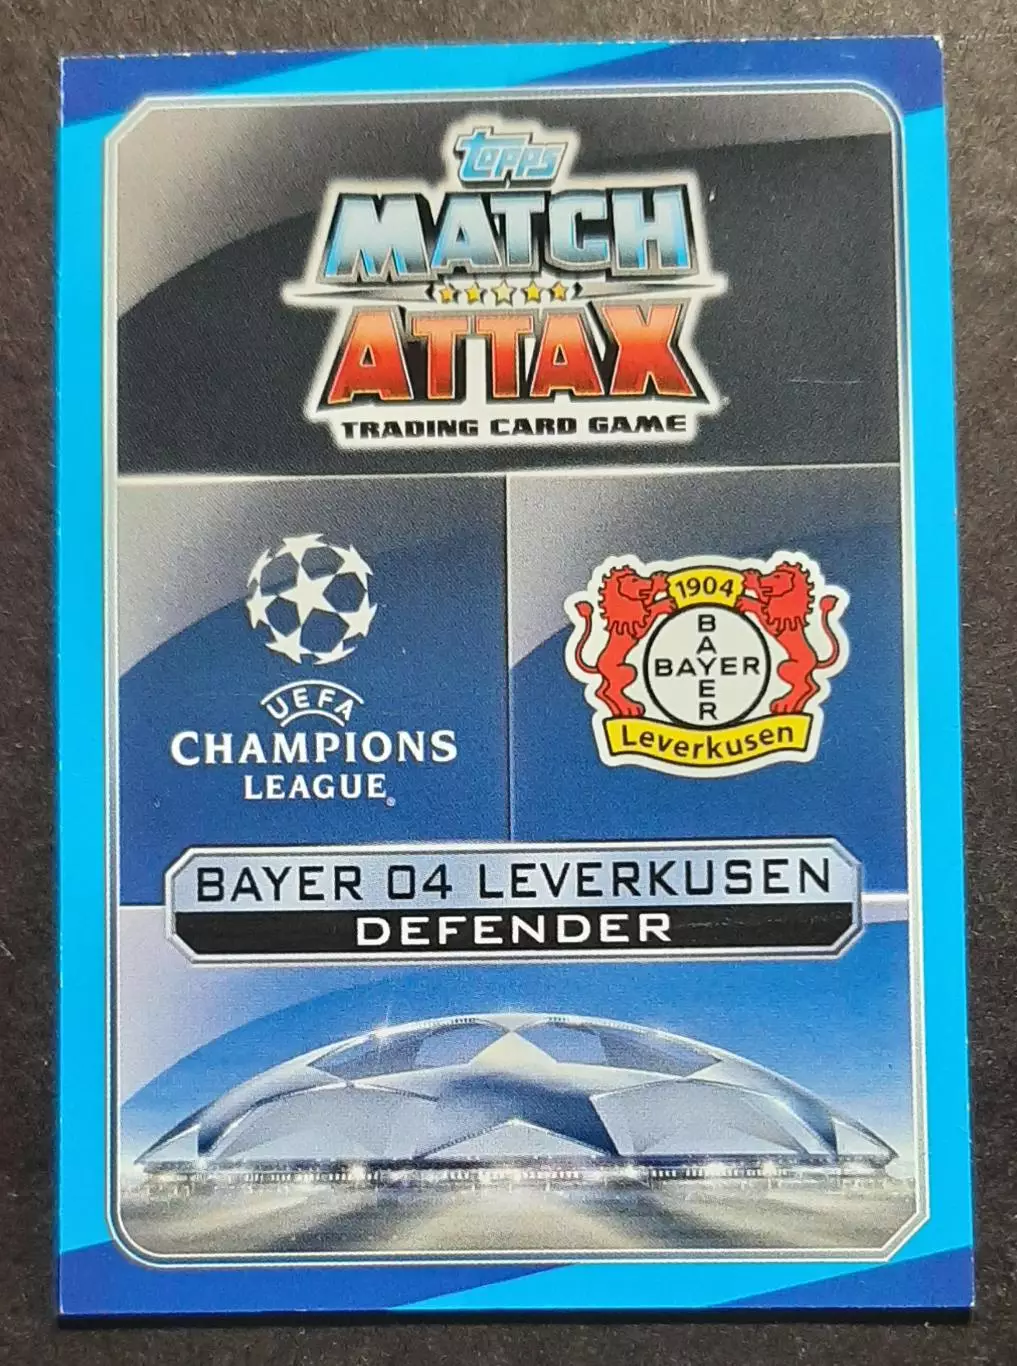 topps
MATCH
ATTAX
TRADING CARD GAME
UEFA
CHAMPIONS
LEAGUE®
1904
BAYER
BAYER
Leverkusen
BAYER 04 LEVERKUSEN
DEFENDER